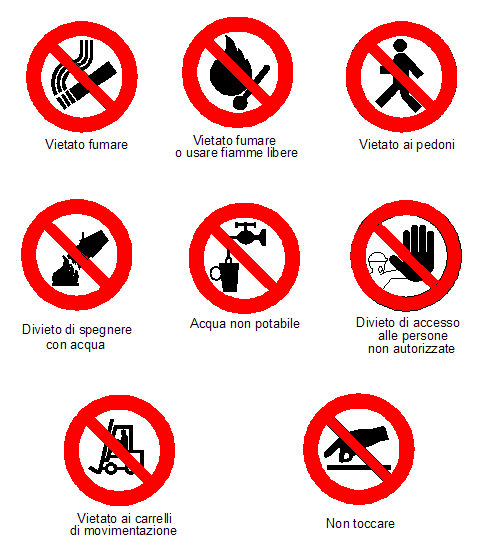 Vietato fumare
Vietato fumare
o usare fiamme libere
Vietato ai pedoni
Divieto di spegnere
con acqua
Acqua non potabile
Divieto di accesso
alle persone
non autorizzate
Vietato ai carrelli
di movimentazione
Non toccare